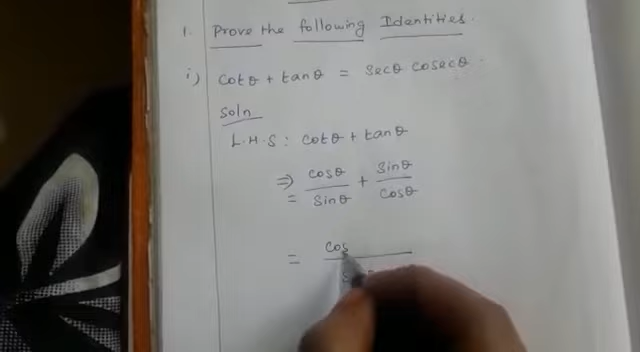 1. Prove the following Identities.
i) cotθ + tanθ = secθ cosecθ.
Soln
L.H.S : cotθ + tanθ
⇒ cosθ/sinθ + sinθ/cosθ
= cos